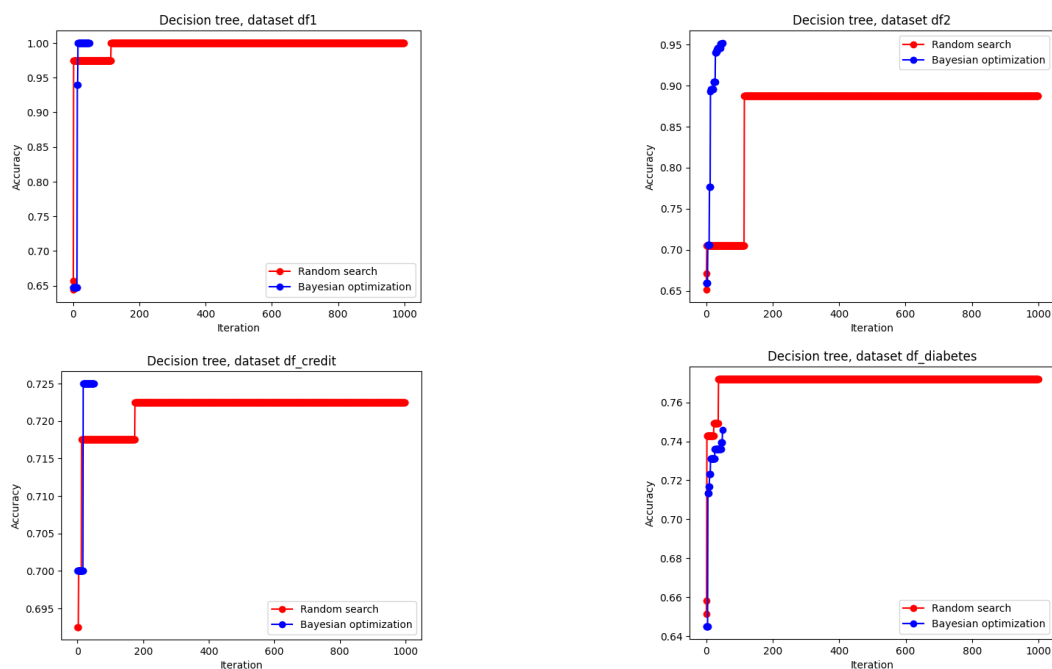 Decision tree, dataset df1
1.00
0.95
0.90
0.85
0.80
0.75
0.70
0.65
Accuracy
0
200
400
600
800
1000
Iteration
Random search
Bayesian optimization
Decision tree, dataset df2
0.95
0.90
0.85
0.80
0.75
0.70
0.65
Accuracy
0
200
400
600
800
1000
Iteration
Random search
Bayesian optimization
Decision tree, dataset df_credit
0.725
0.720
0.715
0.710
0.705
0.700
0.695
Accuracy
0
200
400
600
800
1000
Iteration
Random search
Bayesian optimization
Decision tree, dataset df_diabetes
0.76
0.74
0.72
0.70
0.68
0.66
0.64
Accuracy
0
200
400
600
800
1000
Iteration
Random search
Bayesian optimization